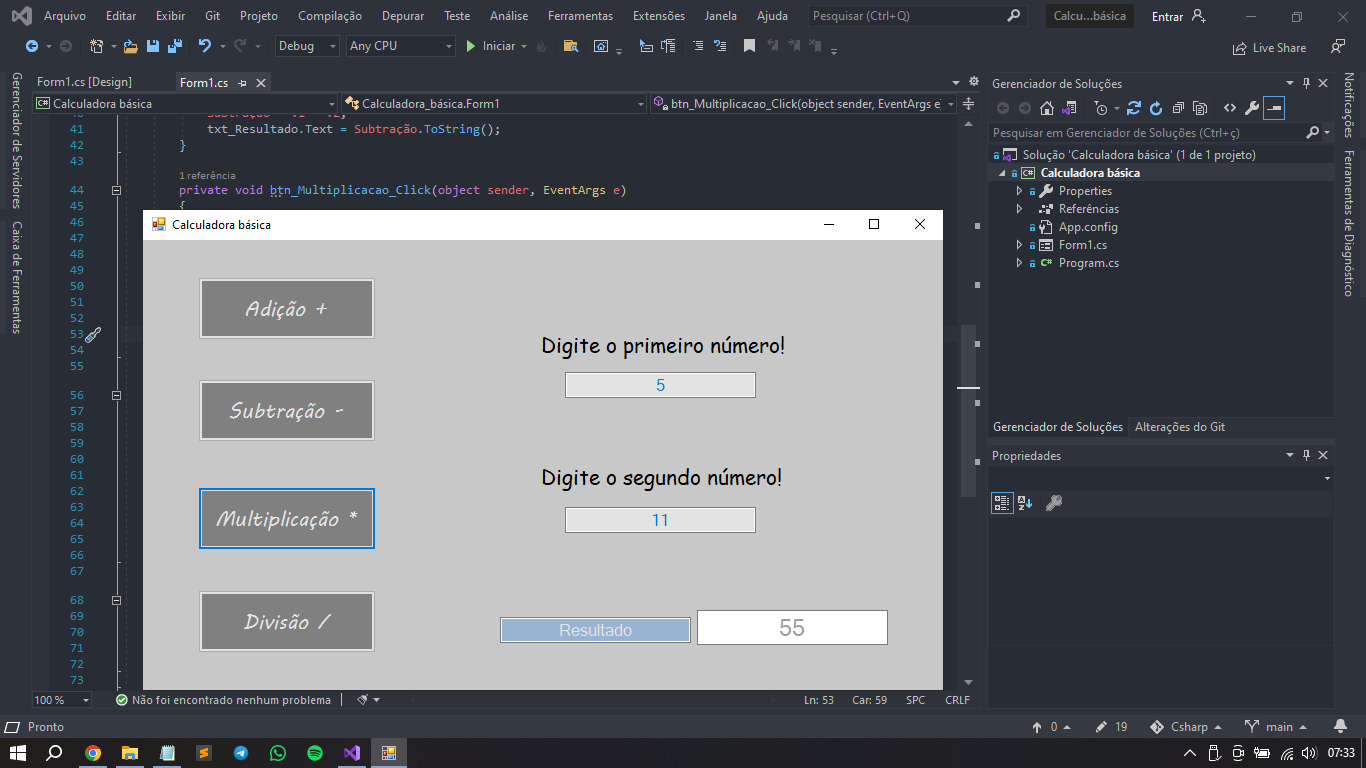 Arquivo Editar Exibir Git Projeto Compilação Depurar Teste Análise Ferramentas Extensões Janela Ajuda Pesquisar (Ctrl+Q) Calcu...básica Entrar
Debug Any CPU Iniciar Live Share
Gerenciador de Servidores
Caixa de Ferramentas
Form1.cs [Design] Form1.cs
Calculadora básica Calculadora_básica.Form1 btn_Multiplicacao_Click(object sender, EventArgs e)
41 txt_Resultado.Text = Subtração.ToString();
42 }
43
1 referência
44 private void btn_Multiplicacao_Click(object sender, EventArgs e)
45 {
46
47
48
49
50
51
52
53
54
55
56
57
58
59
60
61
62
63
64
65
66
67
68
69
70
71
72
73
Calculadora básica
Adição +
Subtração -
Multiplicação *
Divisão /
Digite o primeiro número!
5
Digite o segundo número!
11
Resultado 55
100 % Não foi encontrado nenhum problema Ln: 53 Car: 59 SPC CRLF
Gerenciador de Soluções
Pesquisar em Gerenciador de Soluções (Ctrl+ç)
Solução 'Calculadora básica' (1 de 1 projeto)
C# Calculadora básica
Properties
Referências
App.config
Form1.cs
C# Program.cs
Gerenciador de Soluções Alterações do Git
Propriedades
Notificações
Ferramentas de Diagnóstico
Pronto 0 19 Csharp main
07:33